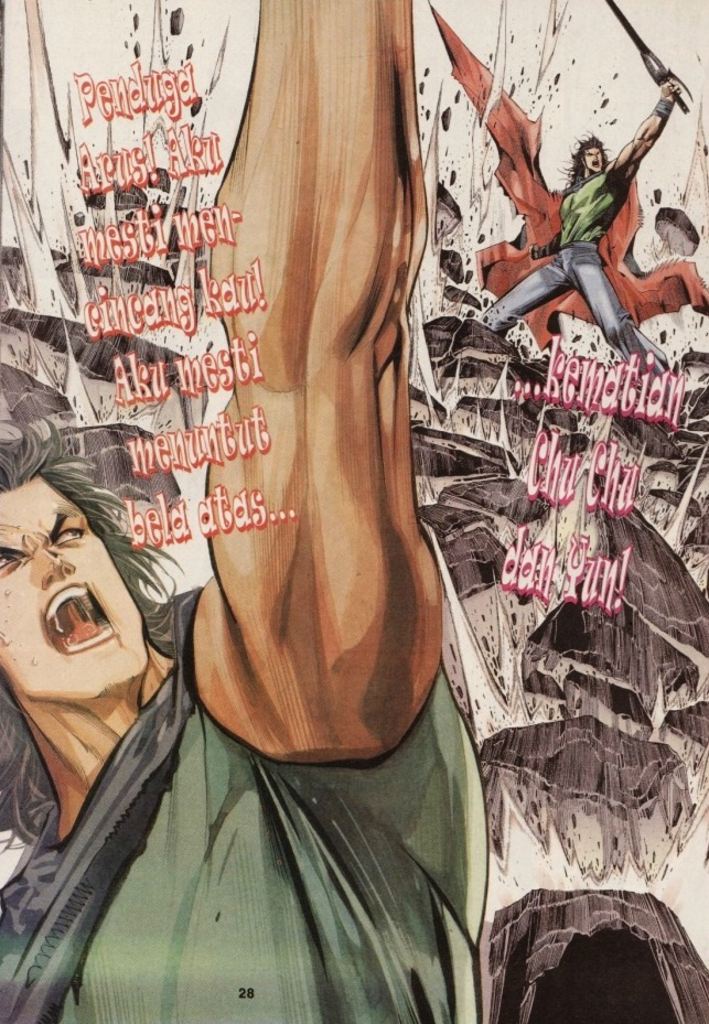 Penduga
Arus! Aku
mesti men-
cincang kau!
Aku mesti
menuntut
bela atas...
...kematian
Chu Chu
dan Yun!
28